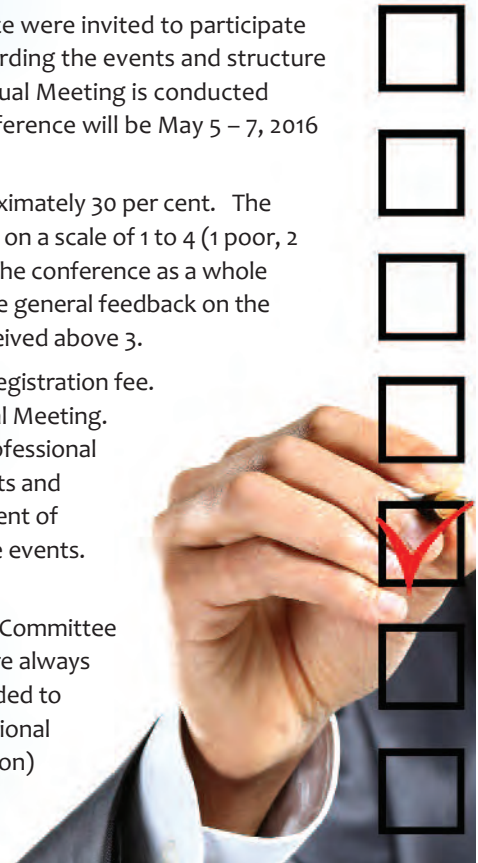 te were invited to participate
rding the events and structure
ual Meeting is conducted
ference will be May 5 – 7, 2016
ximately 30 per cent. The
on a scale of 1 to 4 (1 poor, 2
he conference as a whole
e general feedback on the
eived above 3.
egistration fee.
al Meeting.
ofessional
ts and
ent of
e events.
Committee
re always
ded to
ional
on)